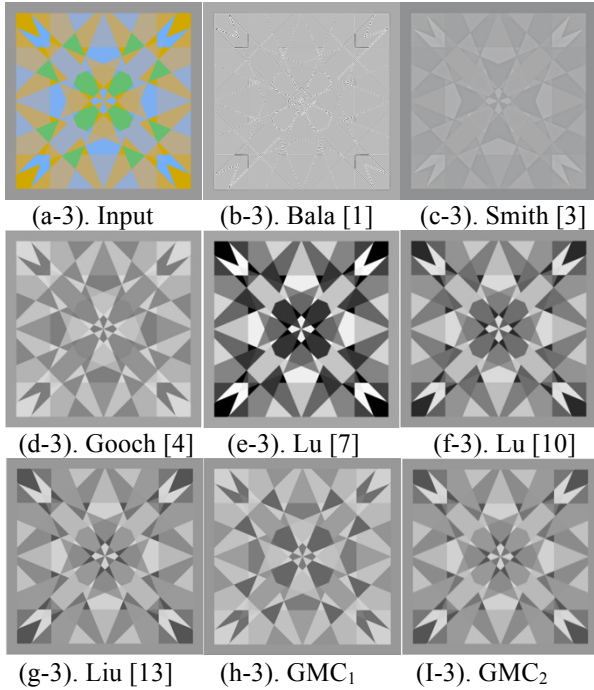 (a-3). Input (b-3). Bala [1] (c-3). Smith [3]
(d-3). Gooch [4] (e-3). Lu [7] (f-3). Lu [10]
(g-3). Liu [13] (h-3). GMC₁ (I-3). GMC₂